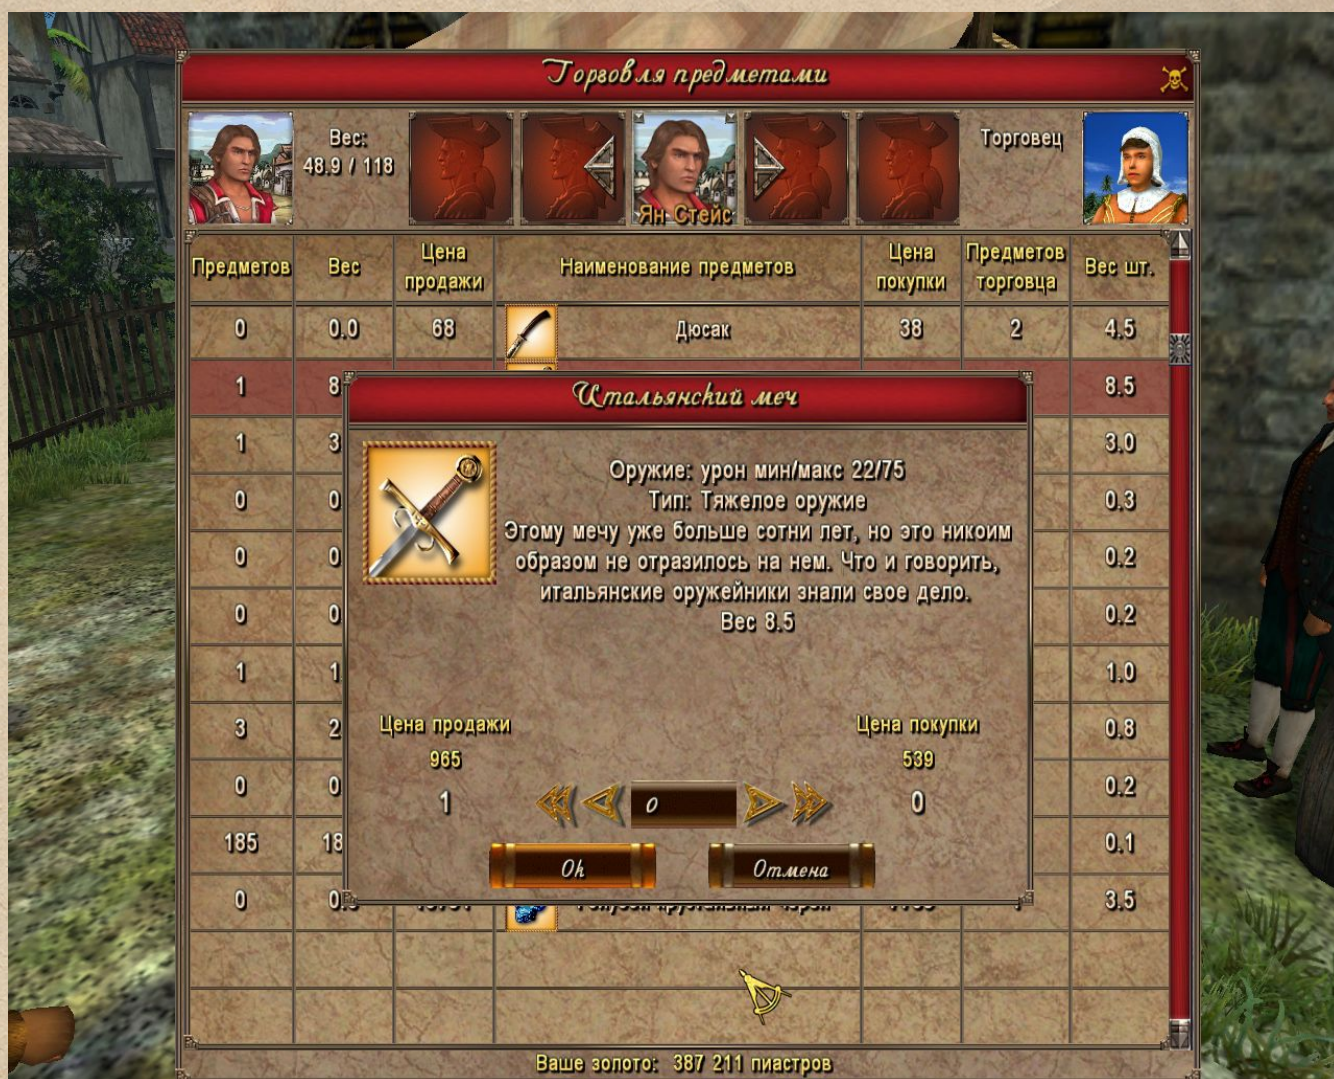 Торговля предметами
Вес:
48.9 / 118
Ян Стейс
Торговец
Предметов Вес Цена продажи Наименование предметов Цена покупки Предметов торговца Вес шт.
0 0.0 68 Дюсак 38 2 4.5
1 8.5
Итальянский меч
1 3.0
0 0.3
0 0.2
0 0.2
1 1.0
3 0.8
0 0.2
185 0.1
0 3.5
Оружие: урон мин/макс 22/75
Тип: Тяжелое оружие
Этому мечу уже больше сотни лет, но это никоим
образом не отразилось на нем. Что и говорить,
итальянские оружейники знали свое дело.
Вес 8.5
Цена продажи Цена покупки
965 539
1 0 0
Ok Отмена
Ваше золото: 387 211 пиастров